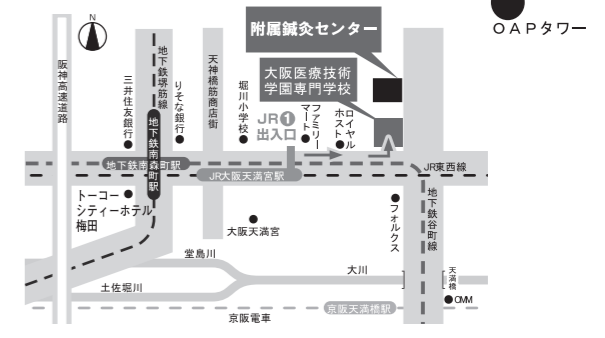 N
OAPタワー
附属鍼灸センター
大阪医療技術
学園専門学校
阪神高速道路
三井住友銀行
地下鉄堺筋線
りそな銀行
天神橋筋商店街
堀川小学校
JR①
出入口
ファミリー
マート
ロイヤル
ホスト
地下鉄南森町駅
地下鉄南森町駅
JR大阪天満宮駅
JR東西線
トーコー
シティーホテル
梅田
大阪天満宮
フォルクス
地下鉄谷町線
堂島川
大川
天満橋
土佐堀川
OMM
京阪天満橋駅
京阪電車